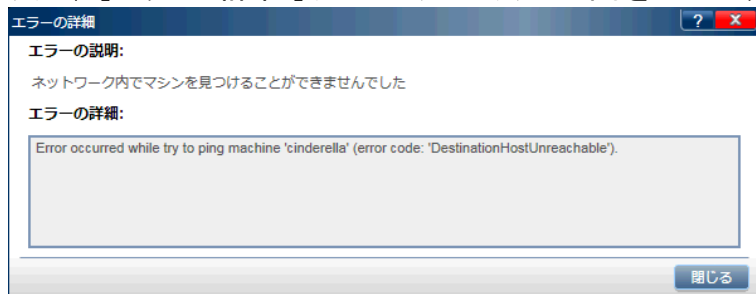 エラーの詳細
?
X
エラーの説明:
ネットワーク内でマシンを見つけることができませんでした
エラーの詳細:
Error occurred while try to ping machine 'cinderella' (error code: 'DestinationHostUnreachable').
閉じる